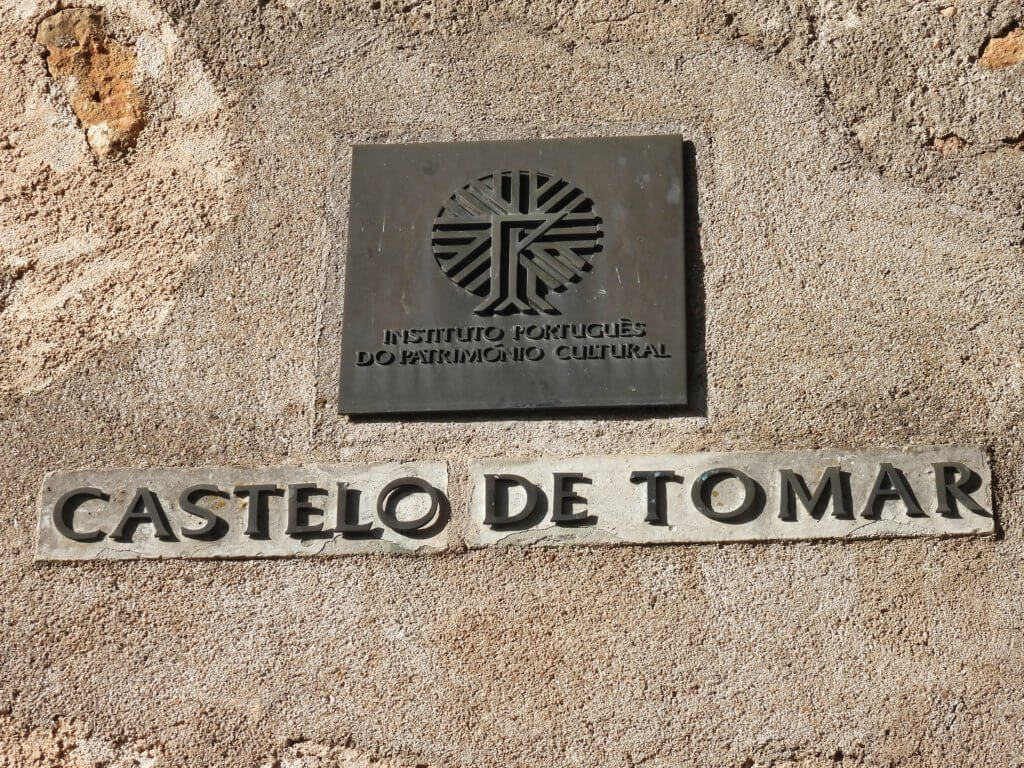 INSTITUTO PORTUGUÊS
DO PATRIMÓNIO CULTURAL
CASTELO DE TOMAR